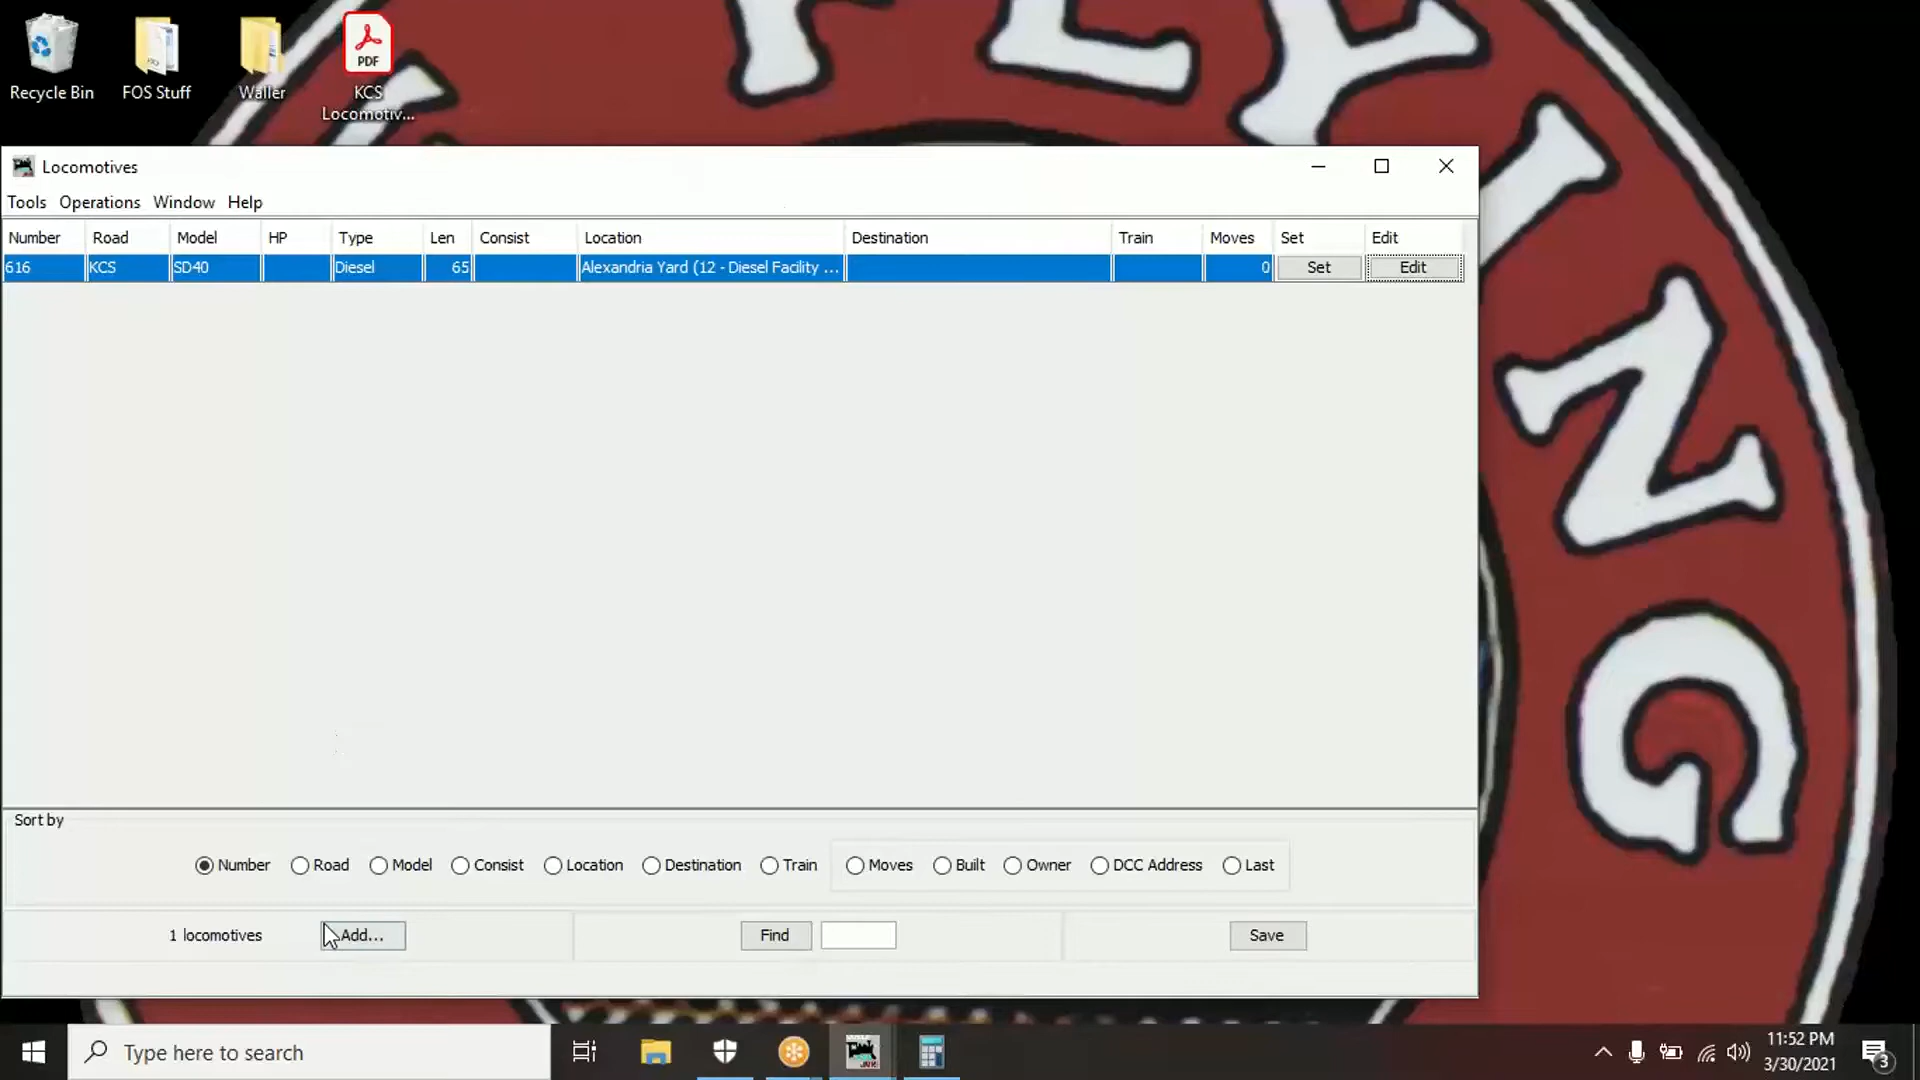 Recycle Bin
FOS Stuff
Waller
PDF
KCS
Locomotiv...
Locomotives
Tools Operations Window Help
Number Road Model HP Type Len Consist Location Destination Train Moves Set Edit
616 KCS SD40 Diesel 65 Alexandria Yard (12 - Diesel Facility ... 0 Set Edit
Sort by
Number Road Model Consist Location Destination Train Moves Built Owner DCC Address Last
1 locomotives Add... Find Save
Type here to search
11:52 PM
3/30/2021
3